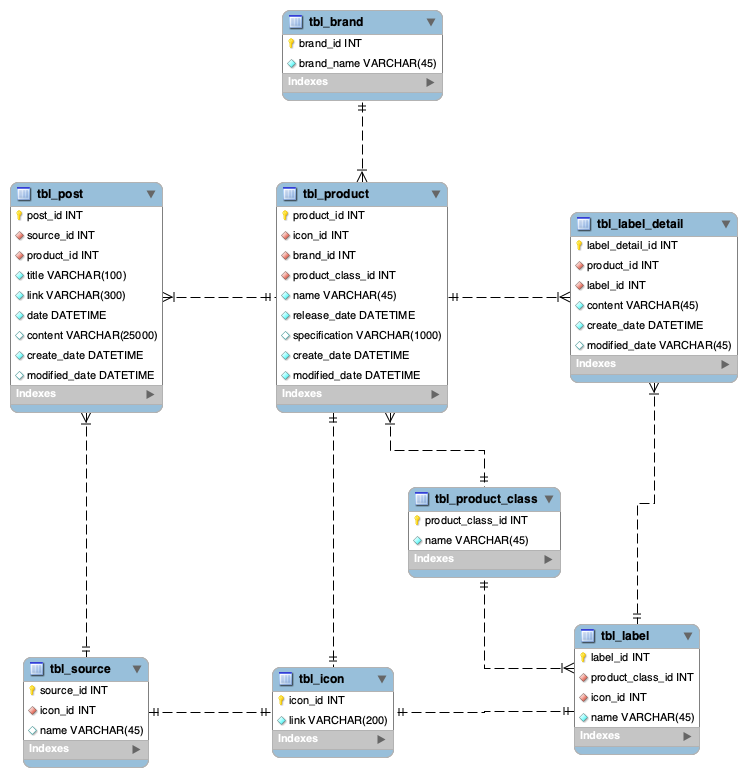 tbl_brand
brand_id INT
brand_name VARCHAR(45)
Indexes
tbl_post
post_id INT
source_id INT
product_id INT
title VARCHAR(100)
link VARCHAR(300)
date DATETIME
content VARCHAR(25000)
create_date DATETIME
modified_date DATETIME
Indexes
tbl_product
product_id INT
icon_id INT
brand_id INT
product_class_id INT
name VARCHAR(45)
release_date DATETIME
specification VARCHAR(1000)
create_date DATETIME
modified_date DATETIME
Indexes
tbl_label_detail
label_detail_id INT
product_id INT
label_id INT
content VARCHAR(45)
create_date DATETIME
modified_date VARCHAR(45)
Indexes
tbl_product_class
product_class_id INT
name VARCHAR(45)
Indexes
tbl_source
source_id INT
icon_id INT
name VARCHAR(45)
Indexes
tbl_icon
icon_id INT
link VARCHAR(200)
Indexes
tbl_label
label_id INT
product_class_id INT
icon_id INT
name VARCHAR(45)
Indexes